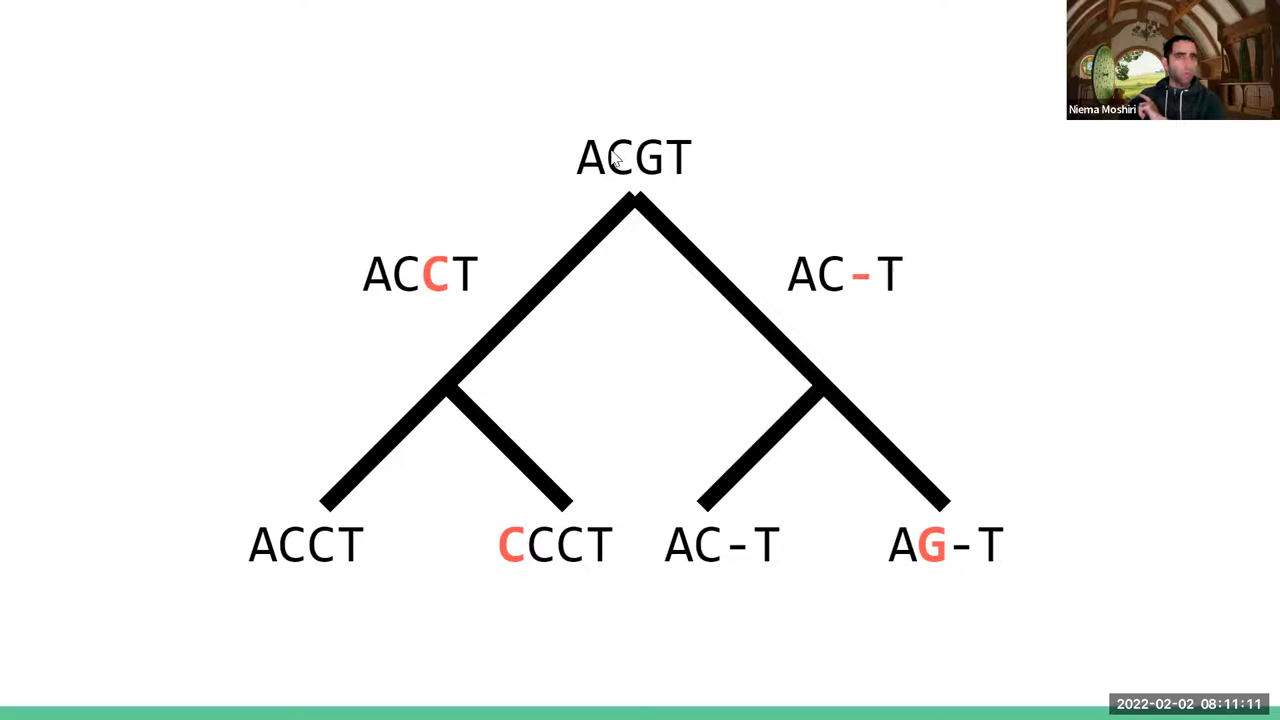 Niema Moshiri
ACGT
ACCT
AC-T
ACCT
CCCT
AC-T
AG-T
2022-02-02 08:11:11